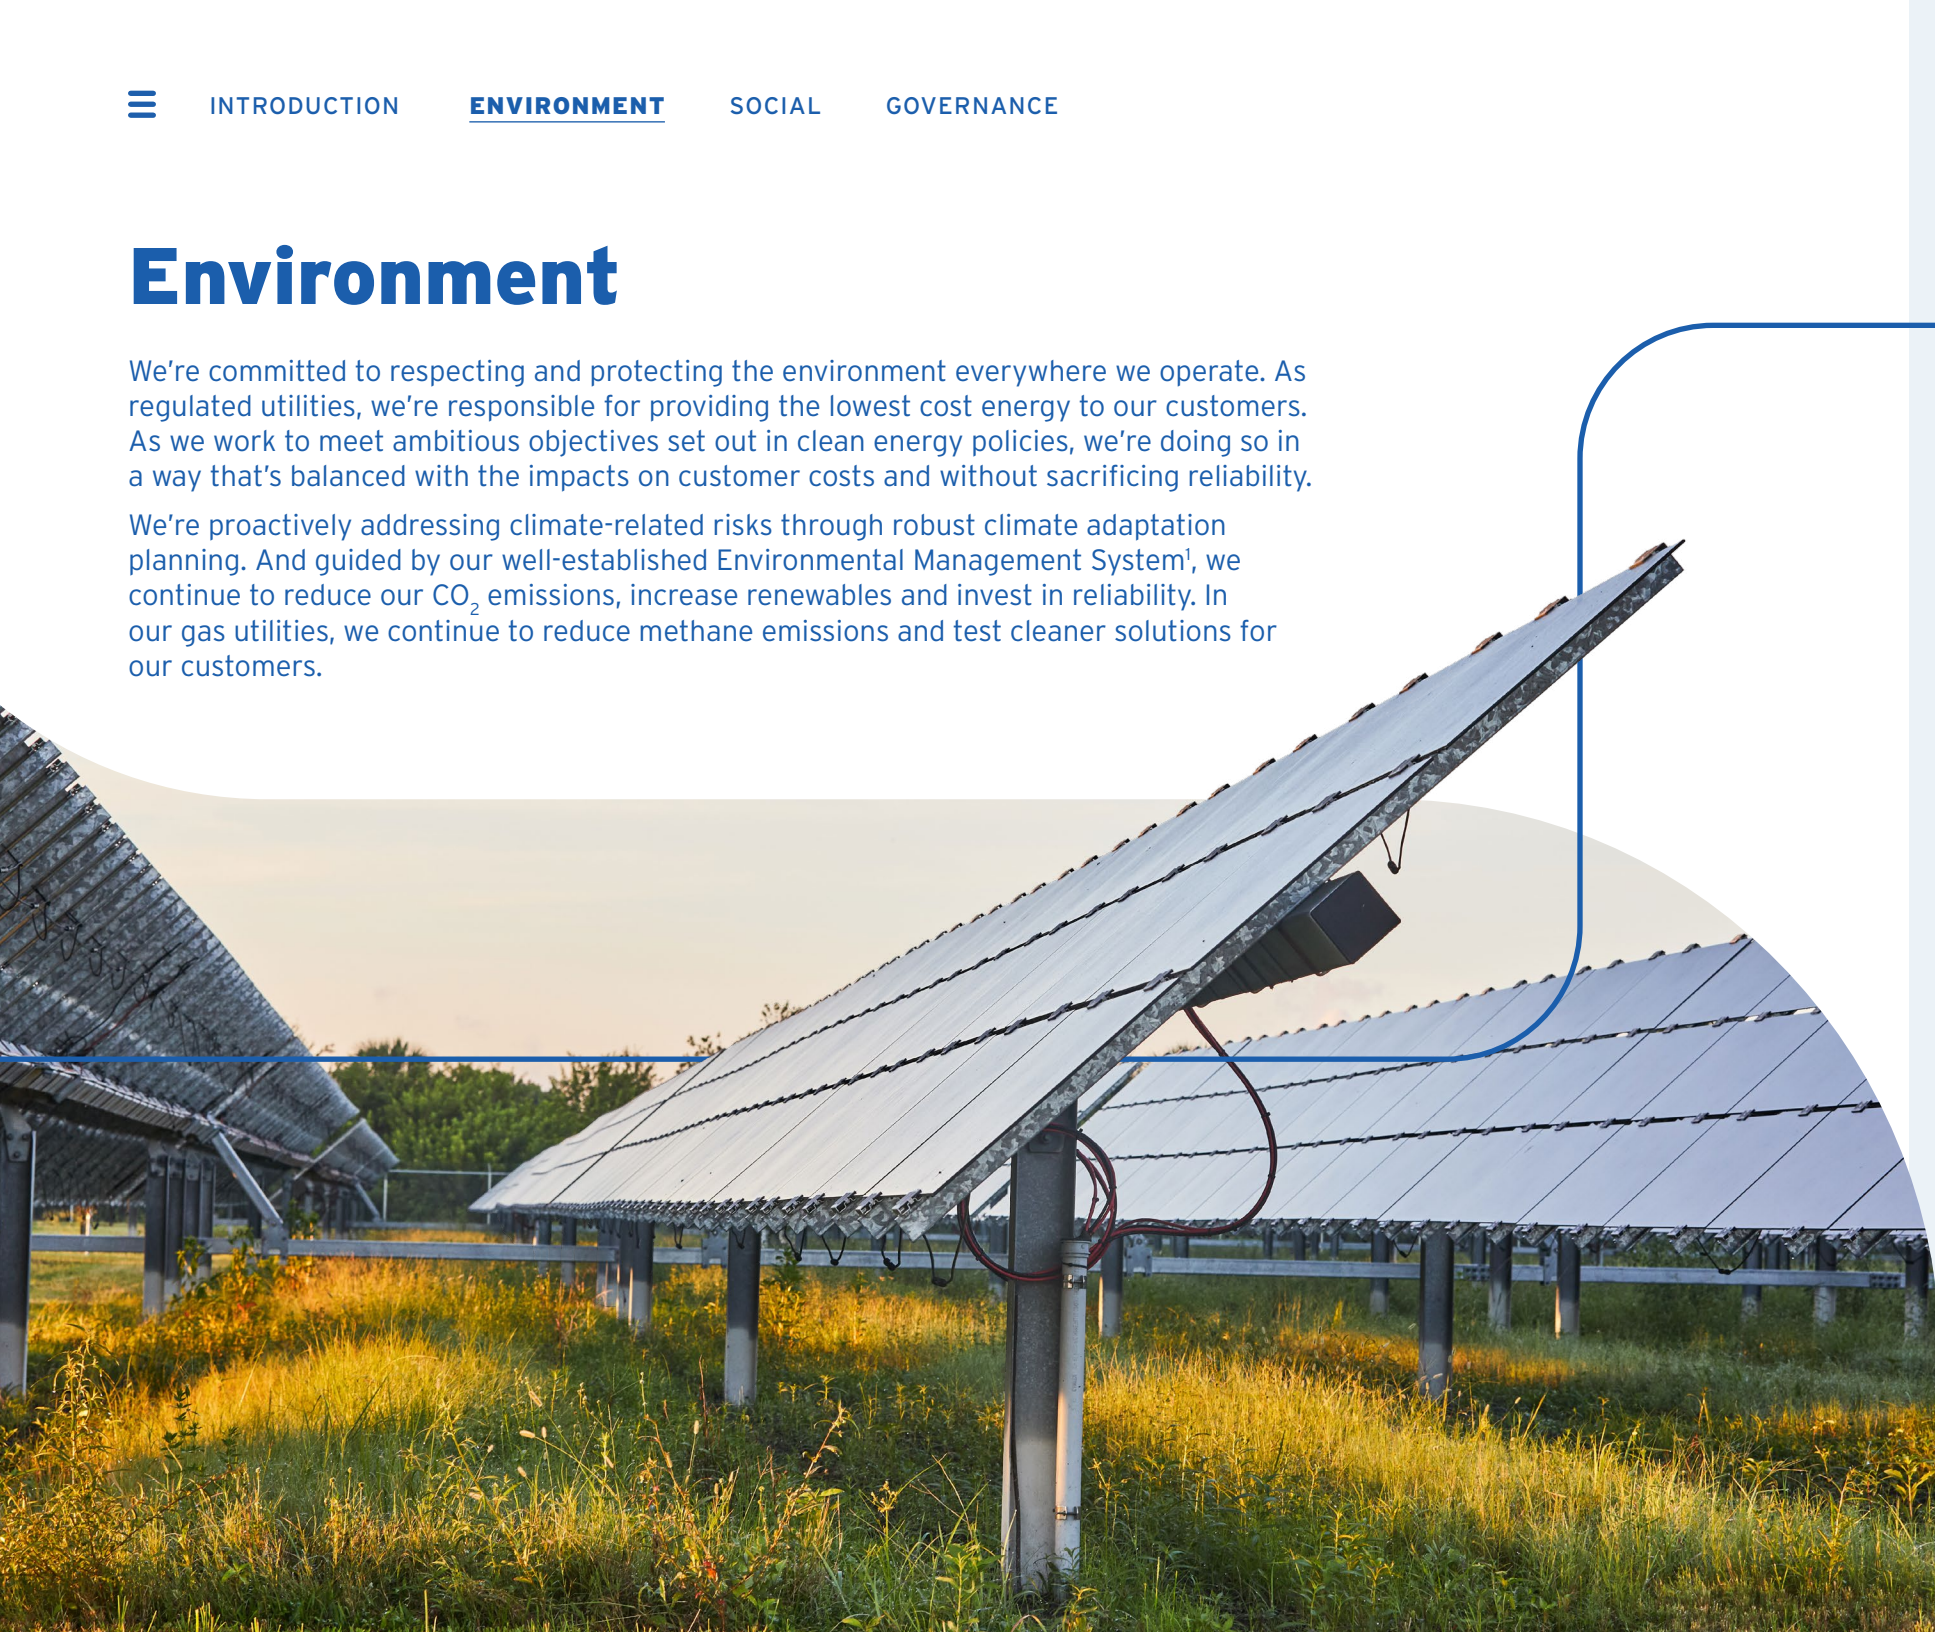 INTRODUCTION ENVIRONMENT SOCIAL GOVERNANCE
Environment
We’re committed to respecting and protecting the environment everywhere we operate. As
regulated utilities, we’re responsible for providing the lowest cost energy to our customers.
As we work to meet ambitious objectives set out in clean energy policies, we’re doing so in
a way that’s balanced with the impacts on customer costs and without sacrificing reliability.
We’re proactively addressing climate-related risks through robust climate adaptation
planning. And guided by our well-established Environmental Management System¹, we
continue to reduce our CO₂ emissions, increase renewables and invest in reliability. In
our gas utilities, we continue to reduce methane emissions and test cleaner solutions for
our customers.